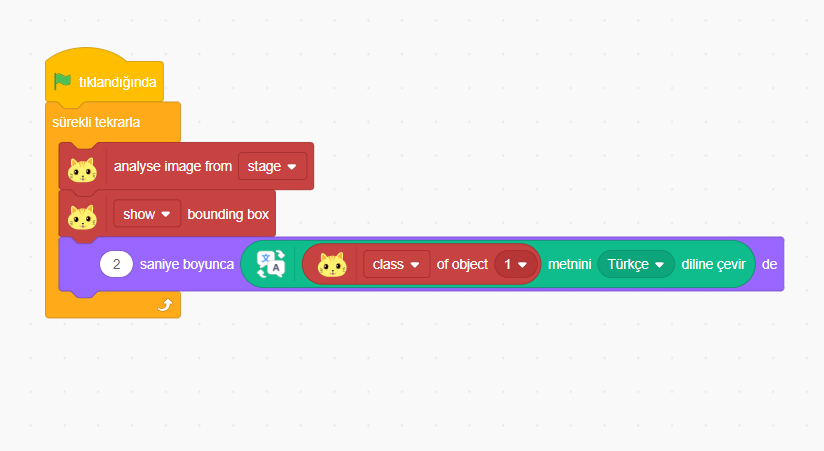 tıklandığında
sürekli tekrarla
analyse image from stage
show bounding box
2 saniye boyunca 文 A class of object 1 metnini Türkçe diline çevir de